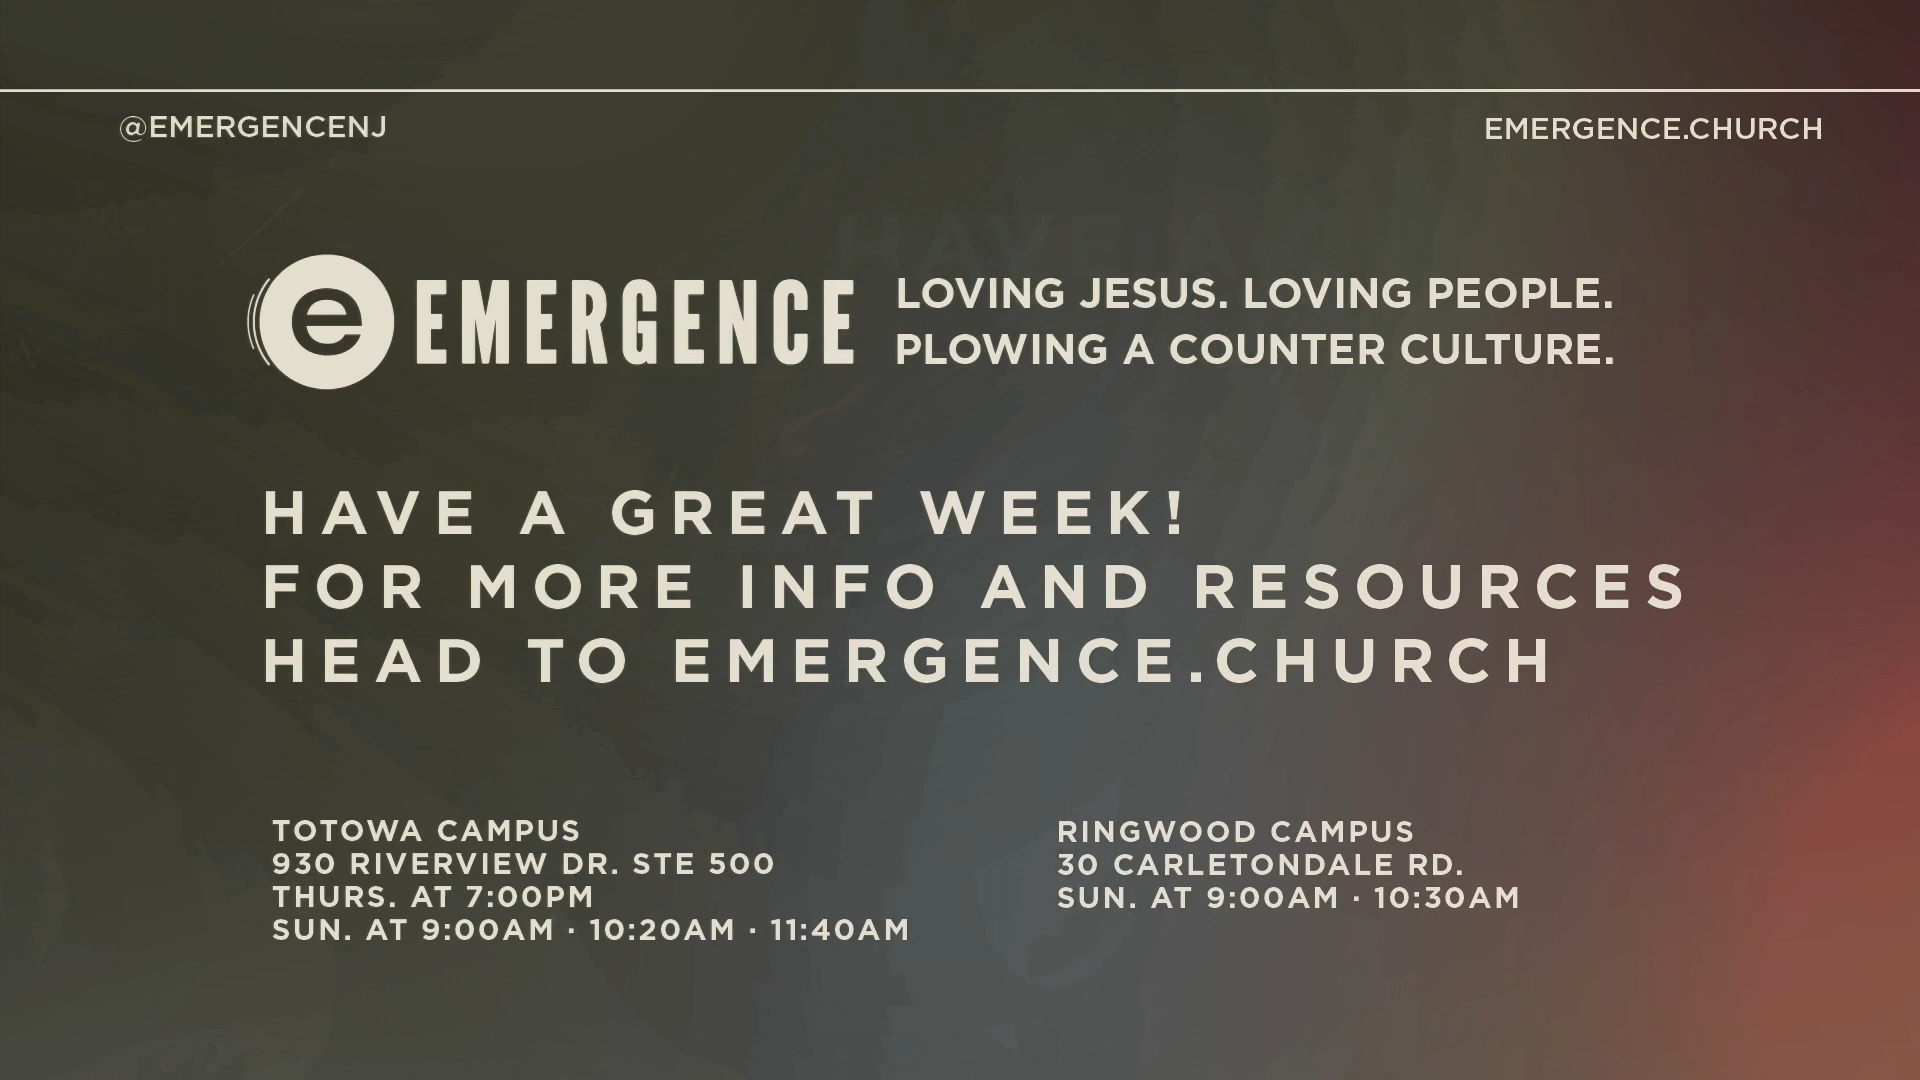 @EMERGENCENJ
EMERGENCE.CHURCH
e EMERGENCE
LOVING JESUS. LOVING PEOPLE.
PLOWING A COUNTER CULTURE.
HAVE A GREAT WEEK!
FOR MORE INFO AND RESOURCES
HEAD TO EMERGENCE.CHURCH
TOTOWA CAMPUS
930 RIVERVIEW DR. STE 500
THURS. AT 7:00PM
SUN. AT 9:00AM · 10:20AM · 11:40AM
RINGWOOD CAMPUS
30 CARLETONDALE RD.
SUN. AT 9:00AM · 10:30AM